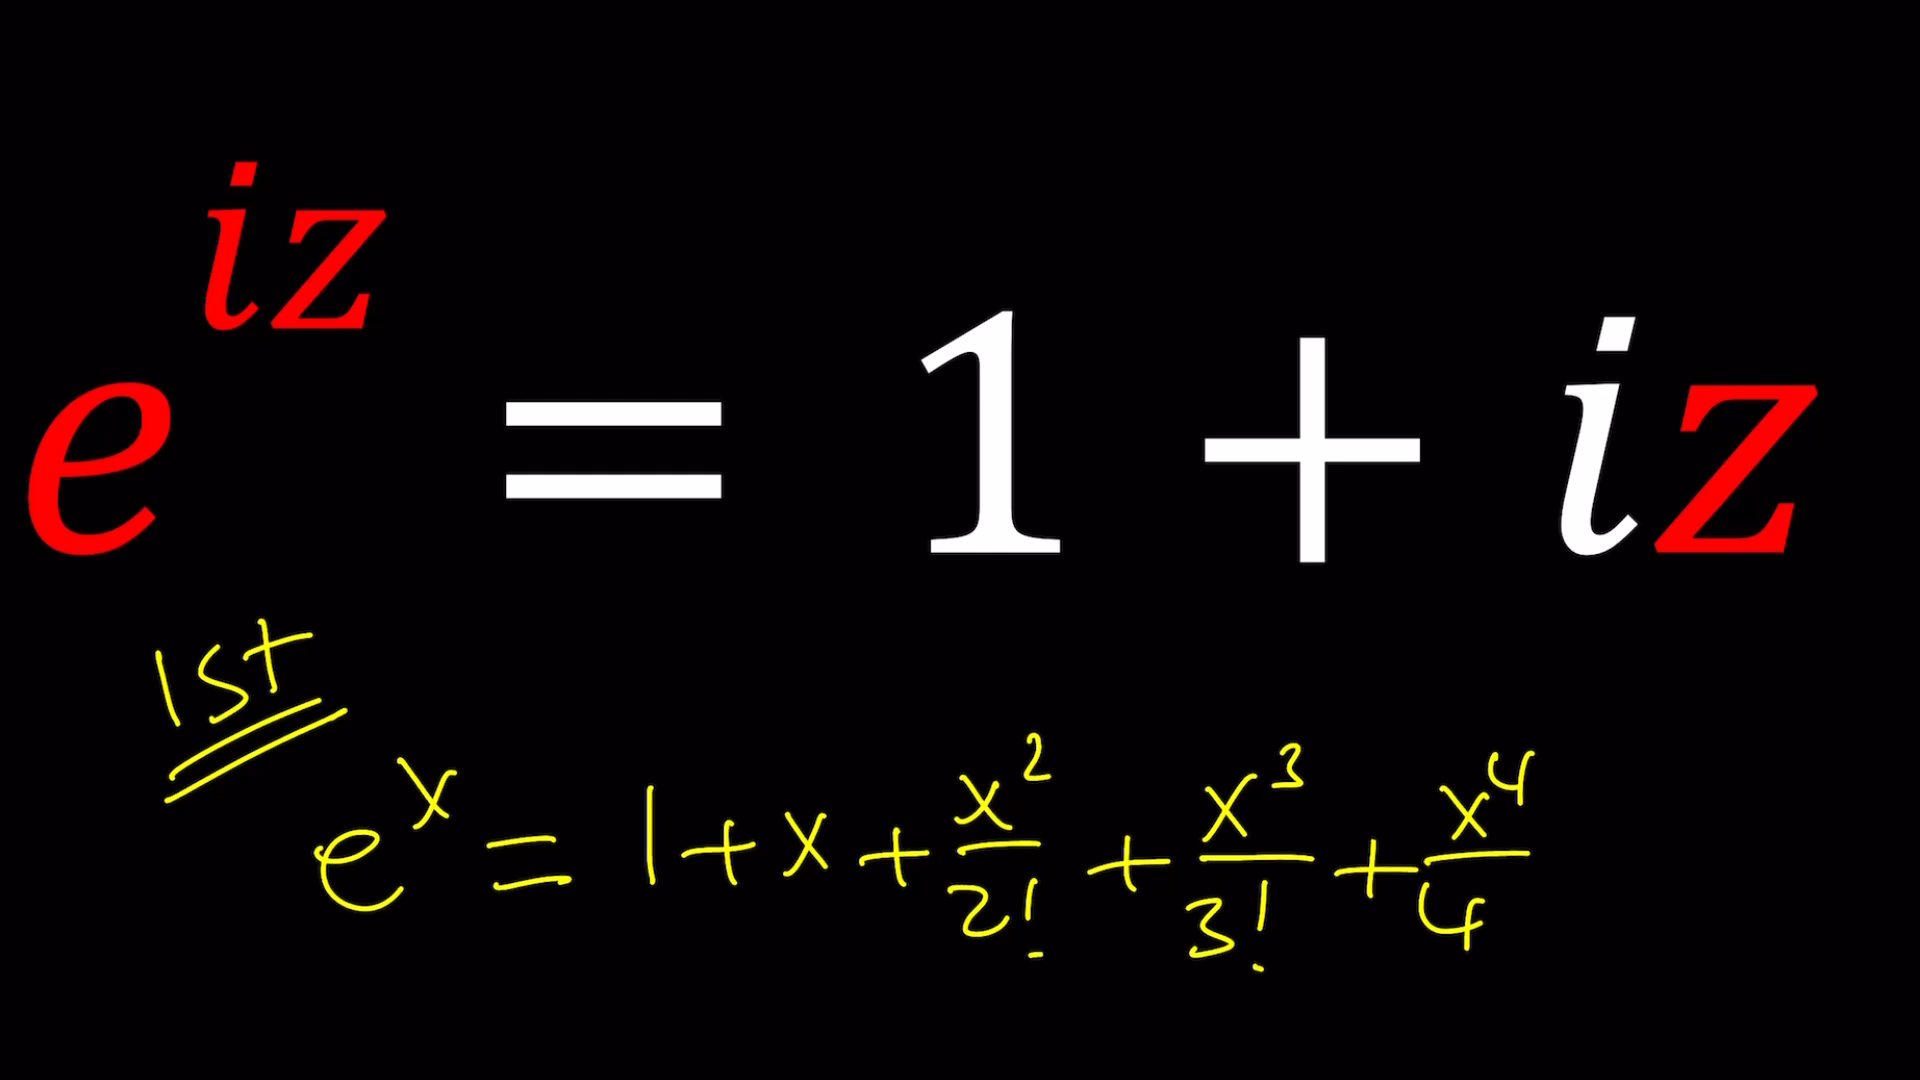 e^{iz} = 1 + iz
1st
e^x = 1 + x + x^2/2! + x^3/3! + x^4/4